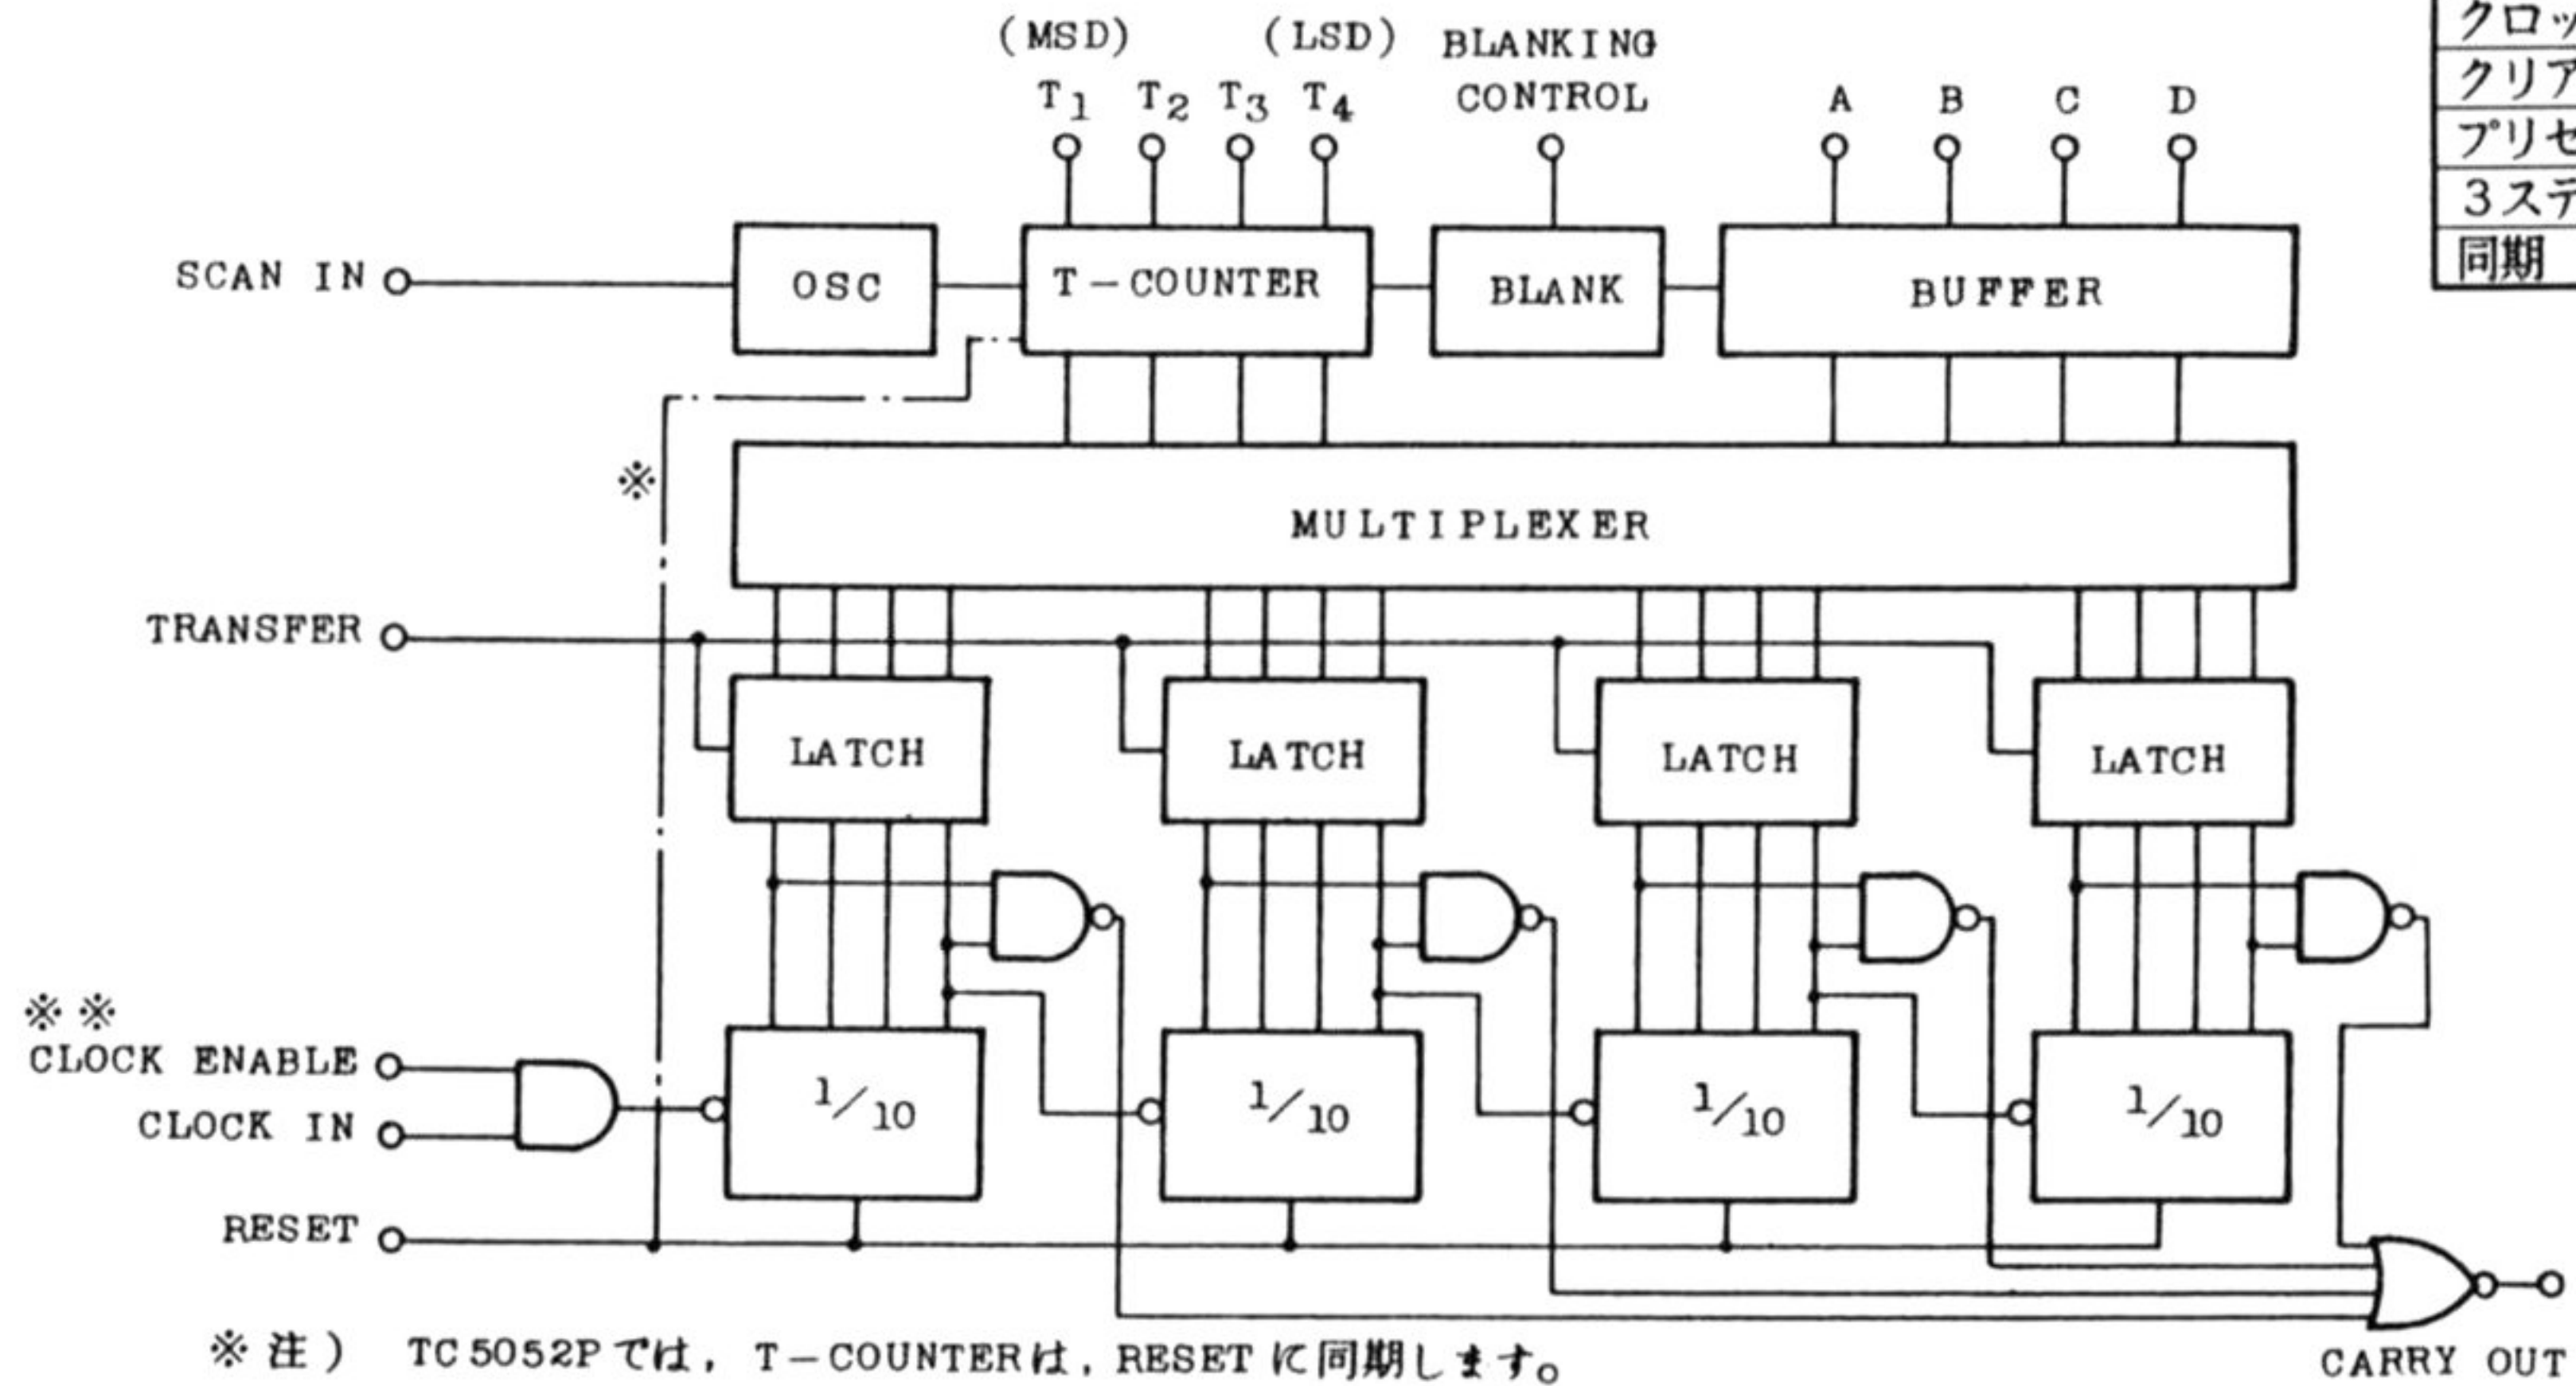 (MSD) (LSD) BLANKING
T1 T2 T3 T4 CONTROL A B C D
SCAN IN OSC T-COUNTER BLANK BUFFER
MULTIPLEXER
TRANSFER
※
LATCH LATCH LATCH LATCH
※※
CLOCK ENABLE
CLOCK IN
1/10 1/10 1/10 1/10
RESET
CARRY OUT
※注) TC5052Pでは, T-COUNTERは, RESETに同期します。
クロッ
クリア
プリセ
3ステ
同期